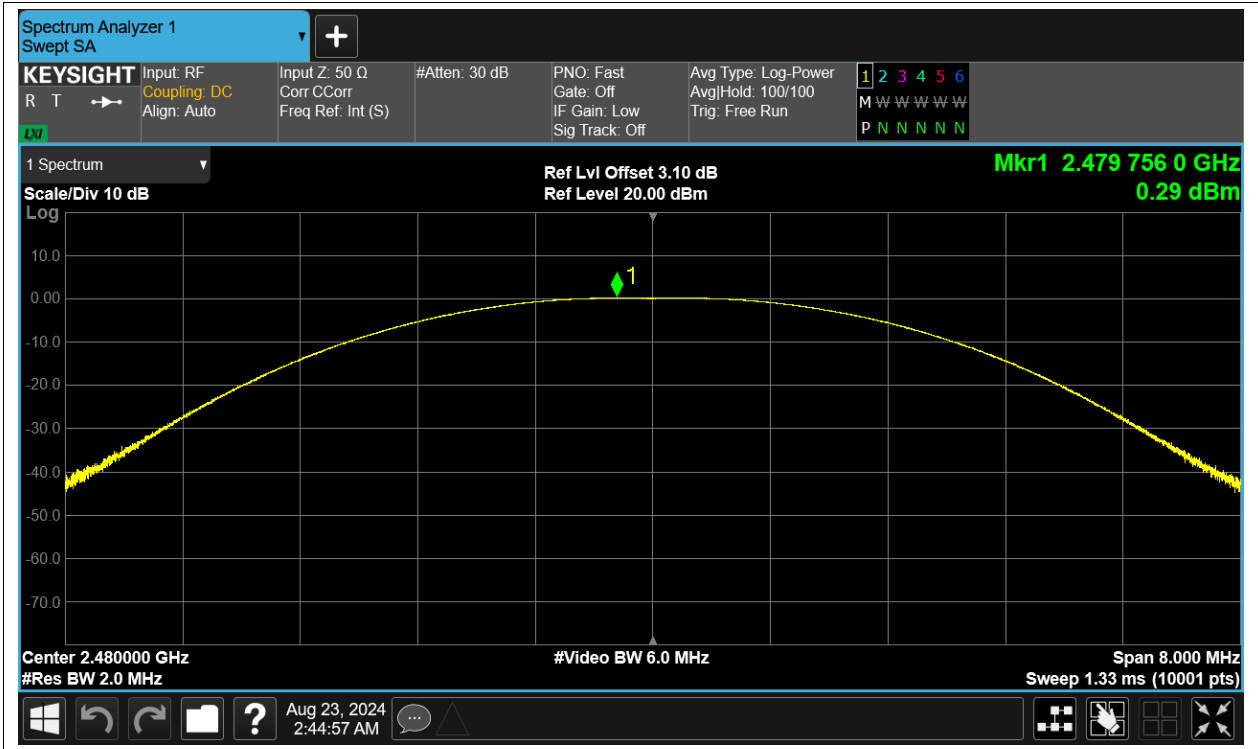 Spectrum Analyzer 1
Swept SA
KEYSIGHT
R T
LXI
Input: RF
Coupling: DC
Align: Auto
Input Z: 50 Ω
Corr CCorr
Freq Ref: Int (S)
#Atten: 30 dB
PNO: Fast
Gate: Off
IF Gain: Low
Sig Track: Off
Avg Type: Log-Power
Avg|Hold: 100/100
Trig: Free Run
1 2 3 4 5 6
M W W W W W
P N N N N N
1 Spectrum
Scale/Div 10 dB
Ref Lvl Offset 3.10 dB
Ref Level 20.00 dBm
Mkr1 2.479 756 0 GHz
0.29 dBm
Log
1
10.0
0.00
-10.0
-20.0
-30.0
-40.0
-50.0
-60.0
-70.0
Center 2.480000 GHz
#Res BW 2.0 MHz
#Video BW 6.0 MHz
Span 8.000 MHz
Sweep 1.33 ms (10001 pts)
?
Aug 23, 2024
2:44:57 AM